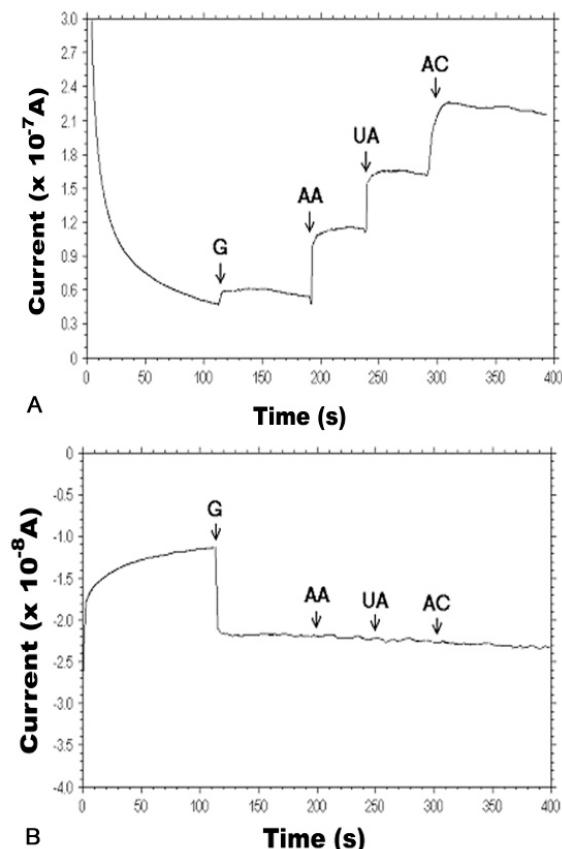 3.0
2.7
2.4
2.1
1.8
1.5
1.2
0.9
0.6
0.3
0
Current (x 10⁻⁷A)
G
AA
UA
AC
0 50 100 150 200 250 300 350 400
Time (s)
A
0
-0.5
-1.0
-1.5
-2.0
-2.5
-3.0
-3.5
-4.0
Current (x 10⁻⁸A)
G
AA UA AC
0 50 100 150 200 250 300 350 400
Time (s)
B